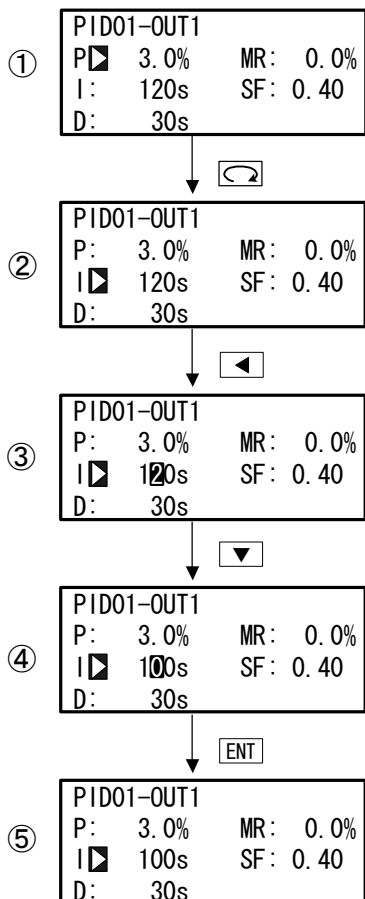 ①
PID01-OUT1
P▶ 3.0% MR: 0.0%
I: 120s SF: 0.40
D: 30s
②
PID01-OUT1
P: 3.0% MR: 0.0%
I▶ 120s SF: 0.40
D: 30s
◀
③
PID01-OUT1
P: 3.0% MR: 0.0%
I▶ 120s SF: 0.40
D: 30s
▼
④
PID01-OUT1
P: 3.0% MR: 0.0%
I▶ 100s SF: 0.40
D: 30s
ENT
⑤
PID01-OUT1
P: 3.0% MR: 0.0%
I▶ 100s SF: 0.40
D: 30s